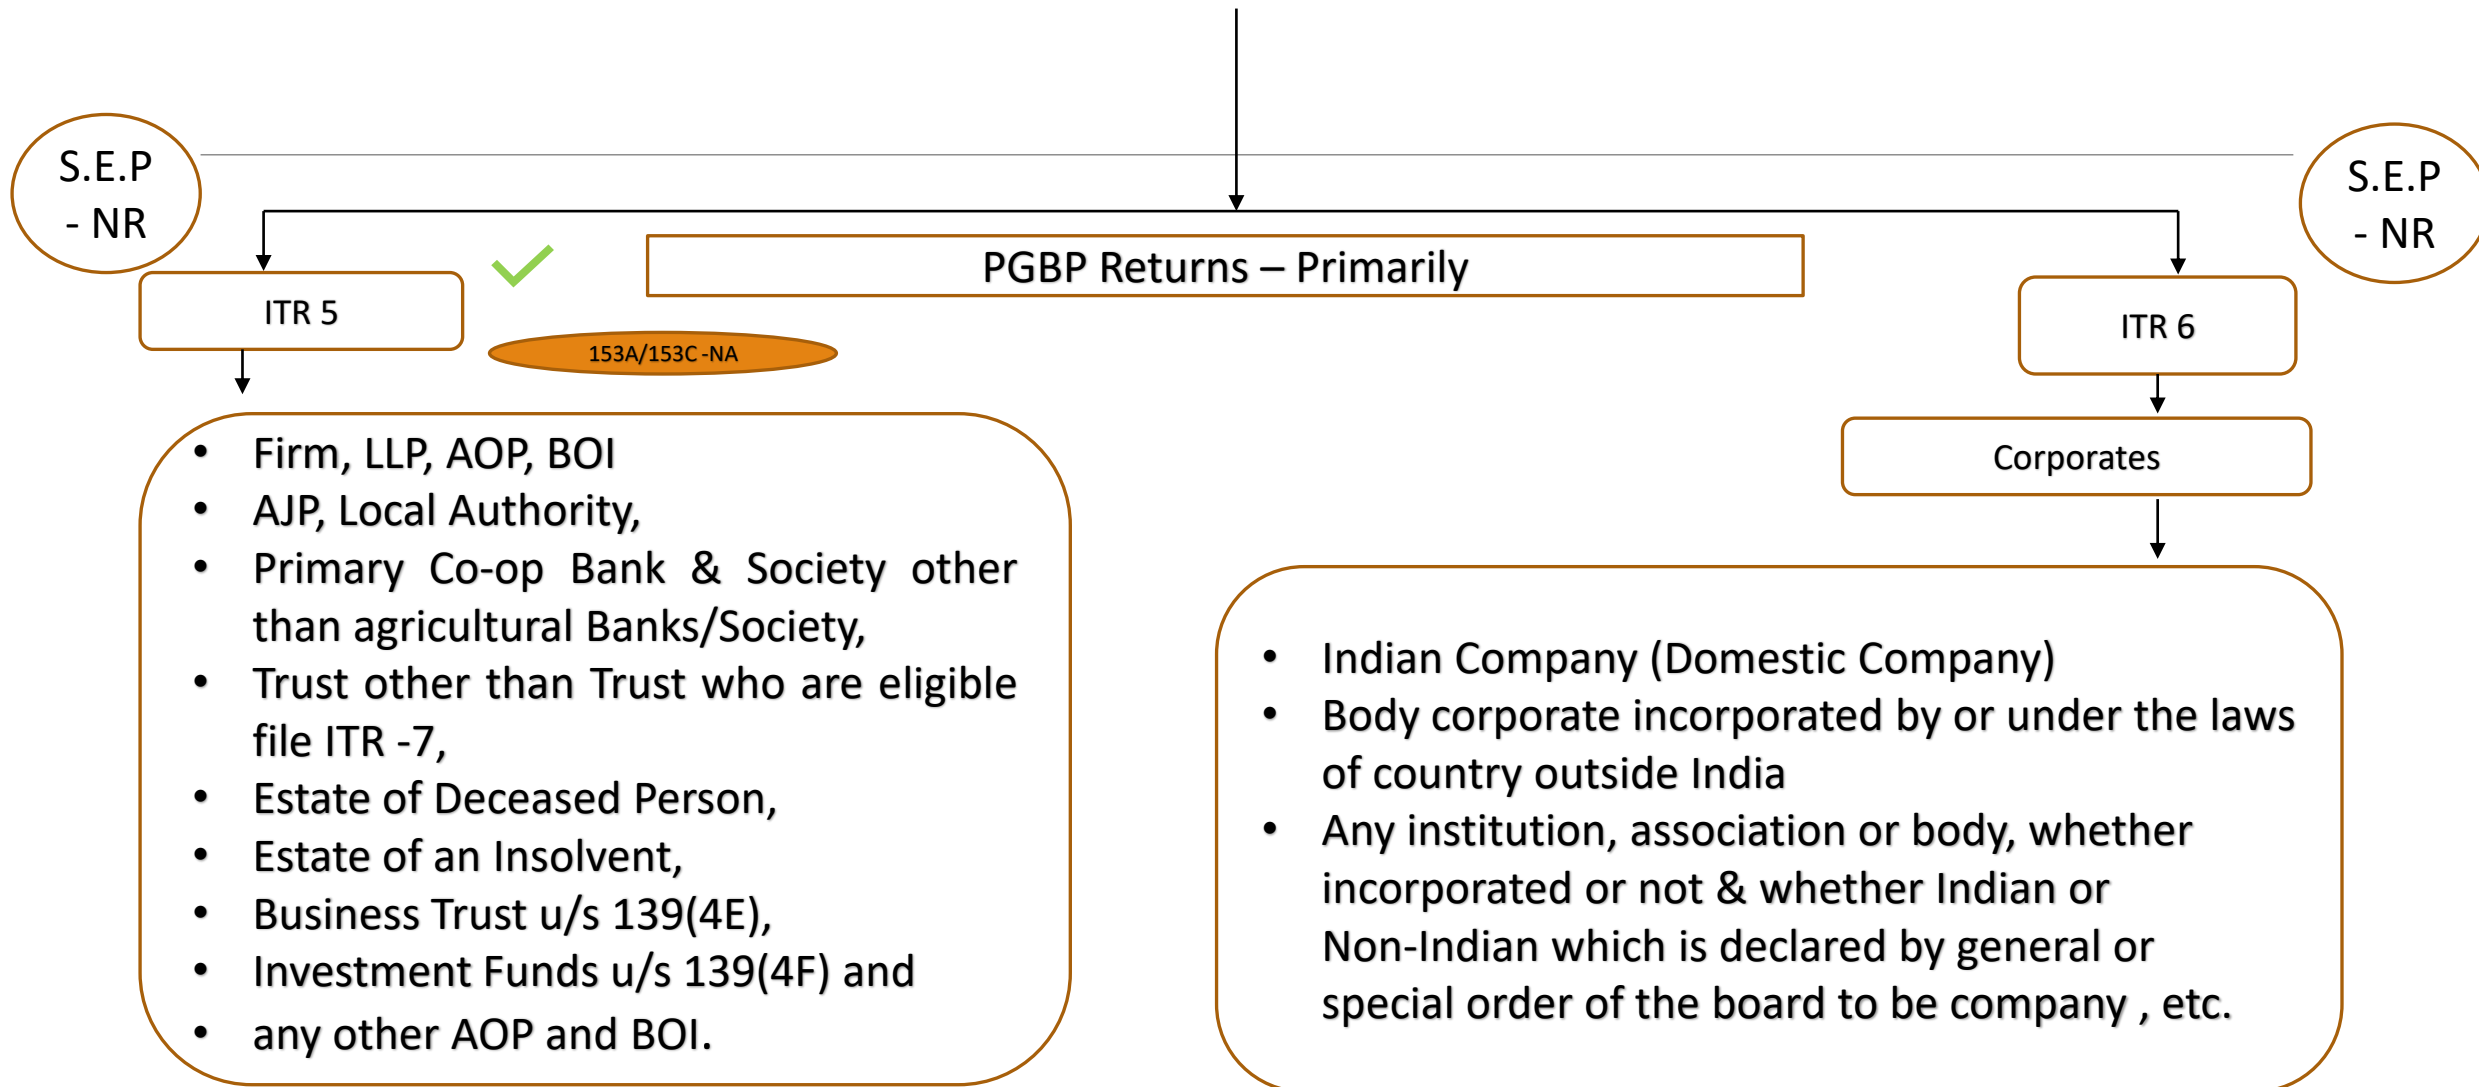 S.E.P
- NR
S.E.P
- NR
PGBP Returns – Primarily
ITR 5
153A/153C -NA
ITR 6
Corporates
• Firm, LLP, AOP, BOI
• AJP, Local Authority,
• Primary Co-op Bank & Society other
than agricultural Banks/Society,
• Trust other than Trust who are eligible
file ITR -7,
• Estate of Deceased Person,
• Estate of an Insolvent,
• Business Trust u/s 139(4E),
• Investment Funds u/s 139(4F) and
• any other AOP and BOI.
• Indian Company (Domestic Company)
• Body corporate incorporated by or under the laws
of country outside India
• Any institution, association or body, whether
incorporated or not & whether Indian or
Non-Indian which is declared by general or
special order of the board to be company , etc.